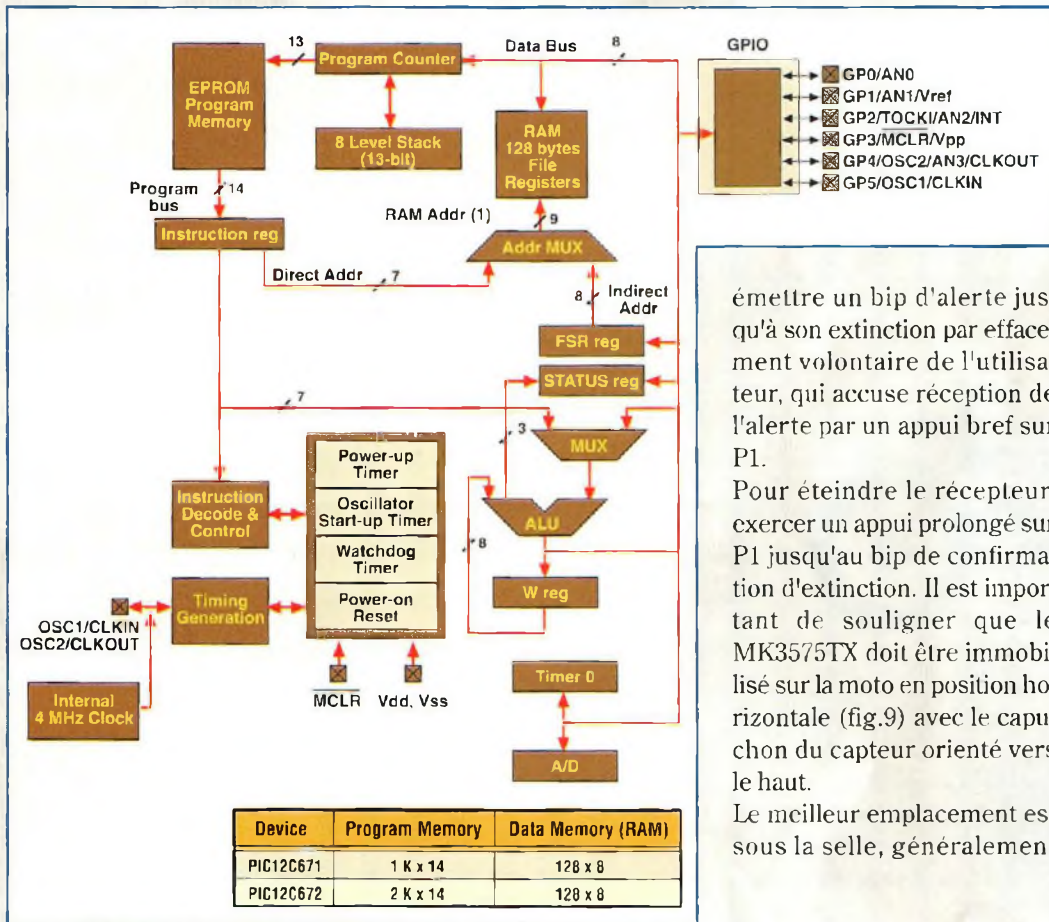 13
Data Bus
8
GPIO
EPROM
Program
Memory
Program Counter
8 Level Stack
(13-bit)
RAM
128 bytes
File
Registers
GP0/AN0
GP1/AN1/Vref
GP2/TOCKI/AN2/INT
GP3/MCLR/Vpp
GP4/OSC2/AN3/CLKOUT
GP5/OSC1/CLKIN
Program
bus
14
RAM Addr (1)
9
Instruction reg
Addr MUX
Direct Addr
7
8
Indirect
Addr
FSR reg
STATUS reg
7
3
MUX
Power-up
Timer
Oscillator
Start-up Timer
Watchdog
Timer
Power-on
Reset
Instruction
Decode &
Control
ALU
8
W reg
Timing
Generation
OSC1/CLKIN
OSC2/CLKOUT
Internal
4 MHz Clock
MCLR
Vdd, Vss
Timer 0
A/D
Device Program Memory Data Memory (RAM)
PIC12C671 1 K x 14 128 x 8
PIC12C672 2 K x 14 128 x 8
émettre un bip d'alerte jus
qu'à son extinction par efface
ment volontaire de l'utilisa
teur, qui accuse réception de
l'alerte par un appui bref sur
P1.
Pour éteindre le récepteur
exercer un appui prolongé sur
P1 jusqu'au bip de confirma
tion d'extinction. Il est impor
tant de souligner que le
MK3575TX doit être immobi
lisé sur la moto en position ho
rizontale (fig.9) avec le capu
chon du capteur orienté vers
le haut.
Le meilleur emplacement es
sous la selle, généralemen